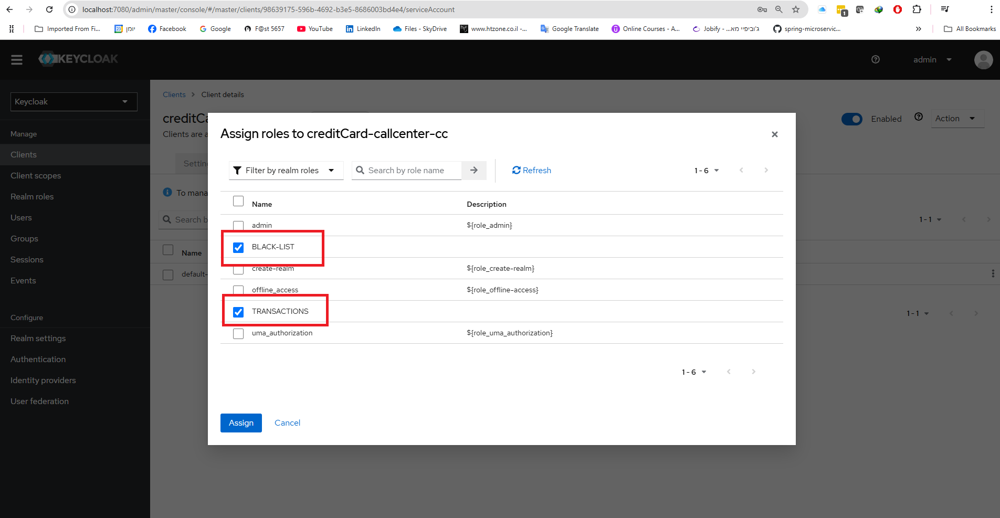 localhost:7080/admin/master/console/#/master/clients/98639175-596b-4692-b3e5-8686003bd4e4/serviceAccount
1
Imported From Fi... 23 יומן Facebook Google F@st 5657 YouTube LinkedIn Files - SkyDrive htz www.htzone.co.il -... Google Translate Online Courses - A... Jobify - ...ג'וביפיי מא spring-microservic... All Bookmarks
KEYCLOAK
admin
Keycloak
Clients Client details
creditCa
Enabled
Action
Clients are a
Manage
Clients
Client scopes
Realm roles
Users
Groups
Sessions
Events
Configure
Realm settings
Authentication
Identity providers
User federation
Settin
To mana
Search b
1 - 1
Name
default-
1 - 1
Assign roles to creditCard-callcenter-cc
Filter by realm roles Search by role name Refresh 1 - 6
Name Description
admin ${role_admin}
BLACK-LIST
create-realm ${role_create-realm}
offline_access ${role_offline-access}
TRANSACTIONS
uma_authorization ${role_uma_authorization}
1 - 6
Assign Cancel